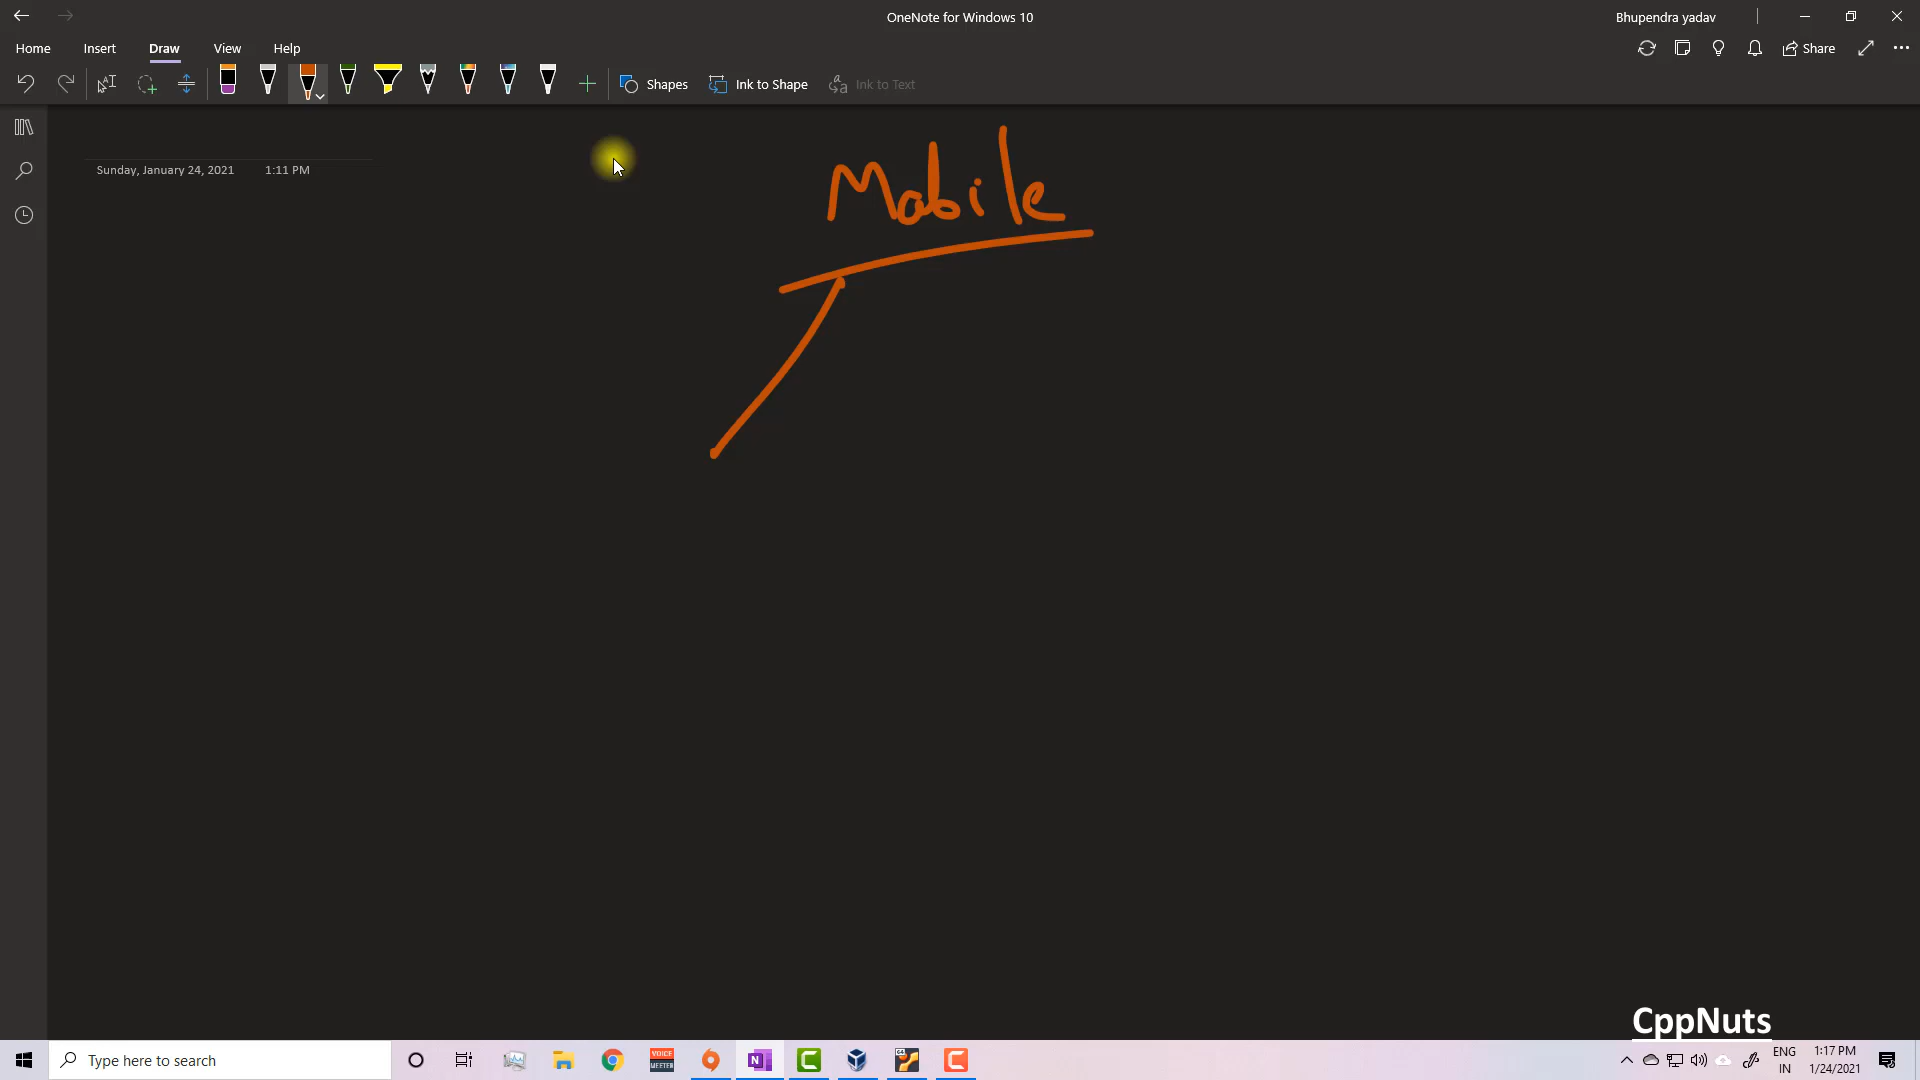 OneNote for Windows 10
Bhupendra yadav
Home Insert Draw View Help
Share
Shapes Ink to Shape Ink to Text
Mobile
Sunday, January 24, 2021 1:11 PM
CppNuts
Type here to search
VOICE
MEETER
ENG
IN
1:17 PM
1/24/2021